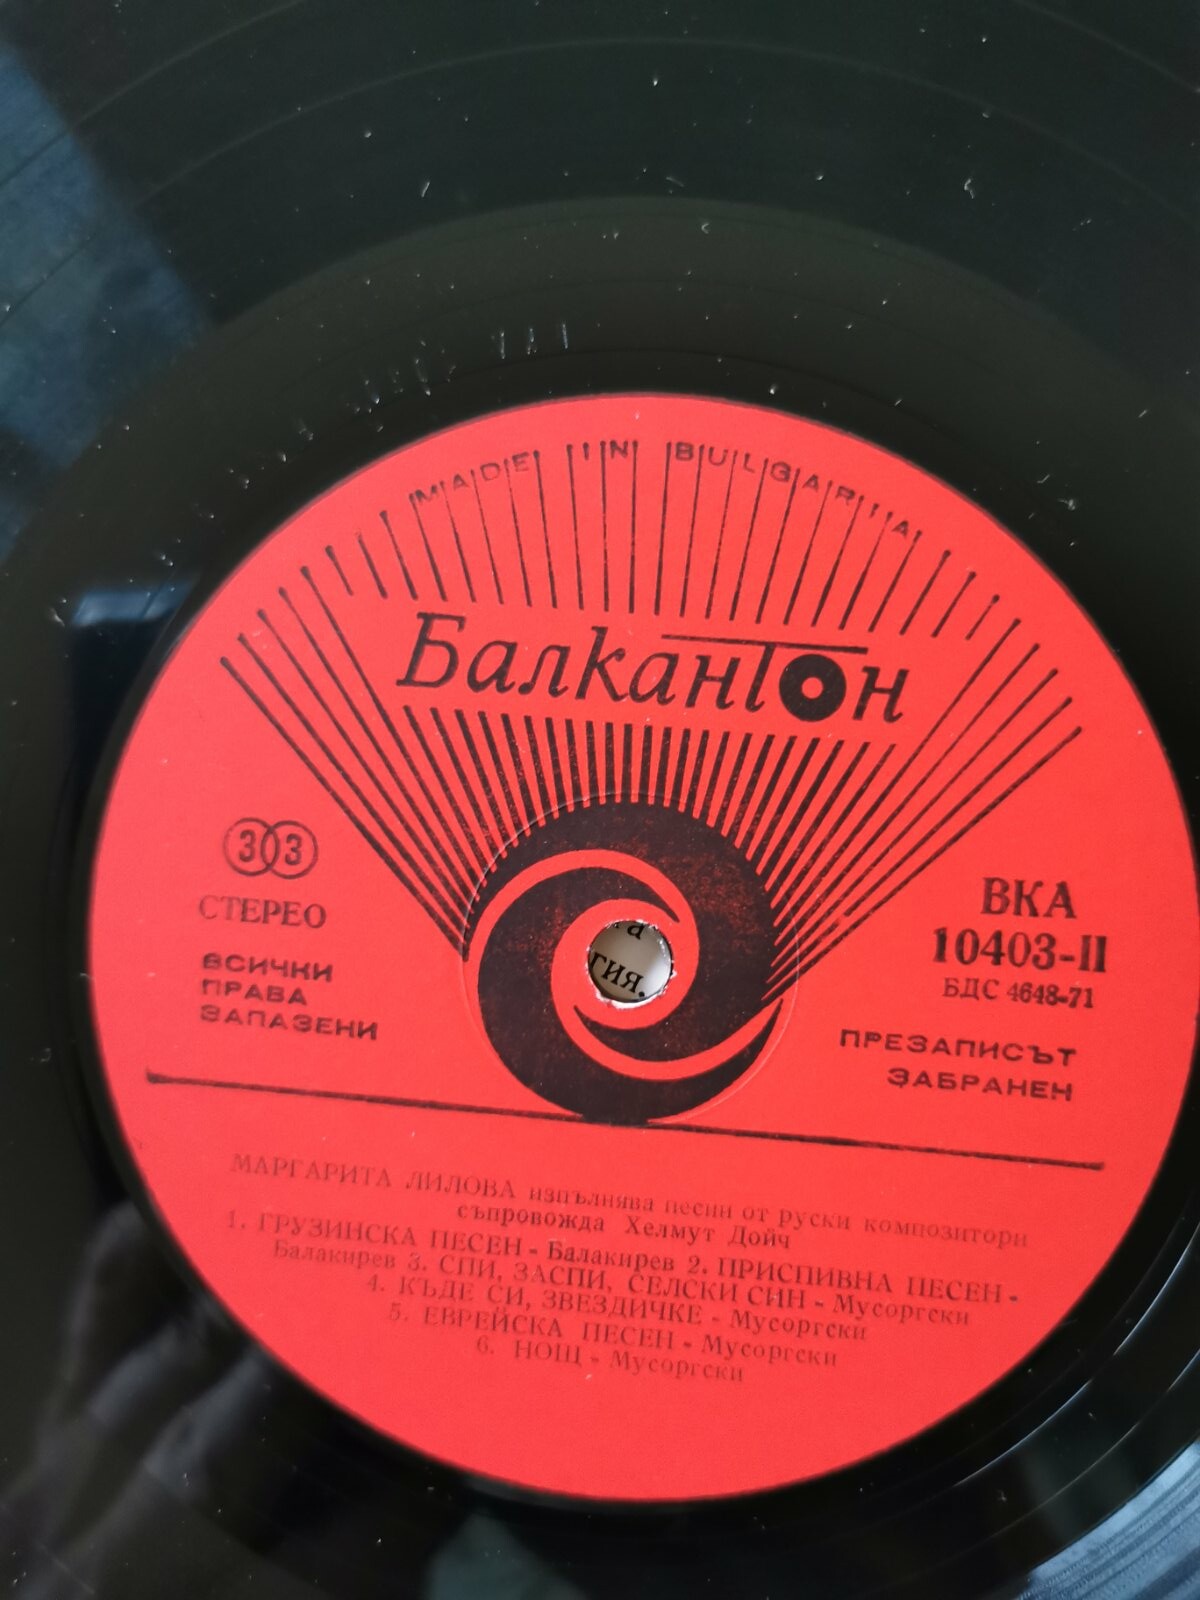 MADE IN BULGARIA
Балкантон
33
СТЕРЕО
ВСИЧКИ
ПРАВА
ЗАПАЗЕНИ
ВКА
10403-II
БДС 4648-71
ПРЕЗАПИСЪТ
ЗАБРАНЕН
та
гия.
МАРГАРИТА ЛИЛОВА изпълнява песни от руски композитори
съпровожда Хелмут Дойч
1. ГРУЗИНСКА ПЕСЕН - Балакирев 2. ПРИСПИВНА ПЕСЕН -
Балакирев 3. СПИ, ЗАСПИ, СЕЛСКИ СИН - Мусоргски
4. КЪДЕ СИ, ЗВЕЗДИЧКЕ - Мусоргски
5. ЕВРЕЙСКА ПЕСЕН - Мусоргски
6. НОЩ - Мусоргски